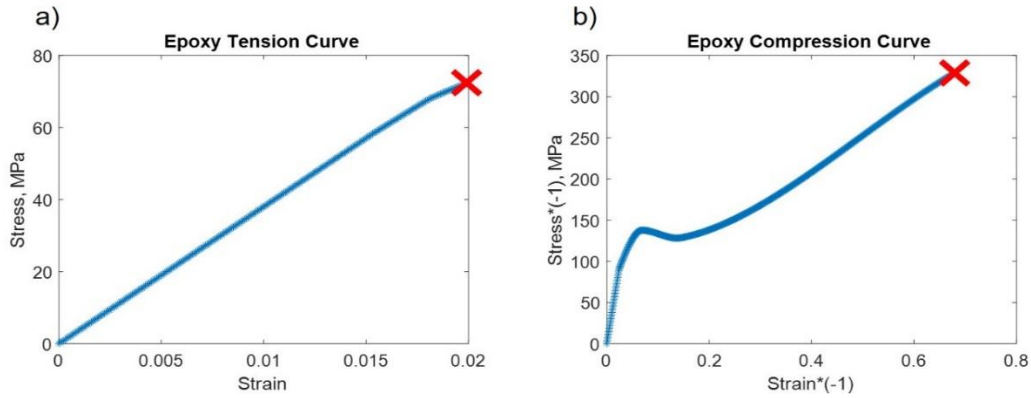 a)
Epoxy Tension Curve
80
60
40
20
0
0
0.005
0.01
0.015
0.02
Stress, MPa
Strain
b)
Epoxy Compression Curve
350
300
250
200
150
100
50
0
0
0.2
0.4
0.6
0.8
Stress*(-1), MPa
Strain*(-1)